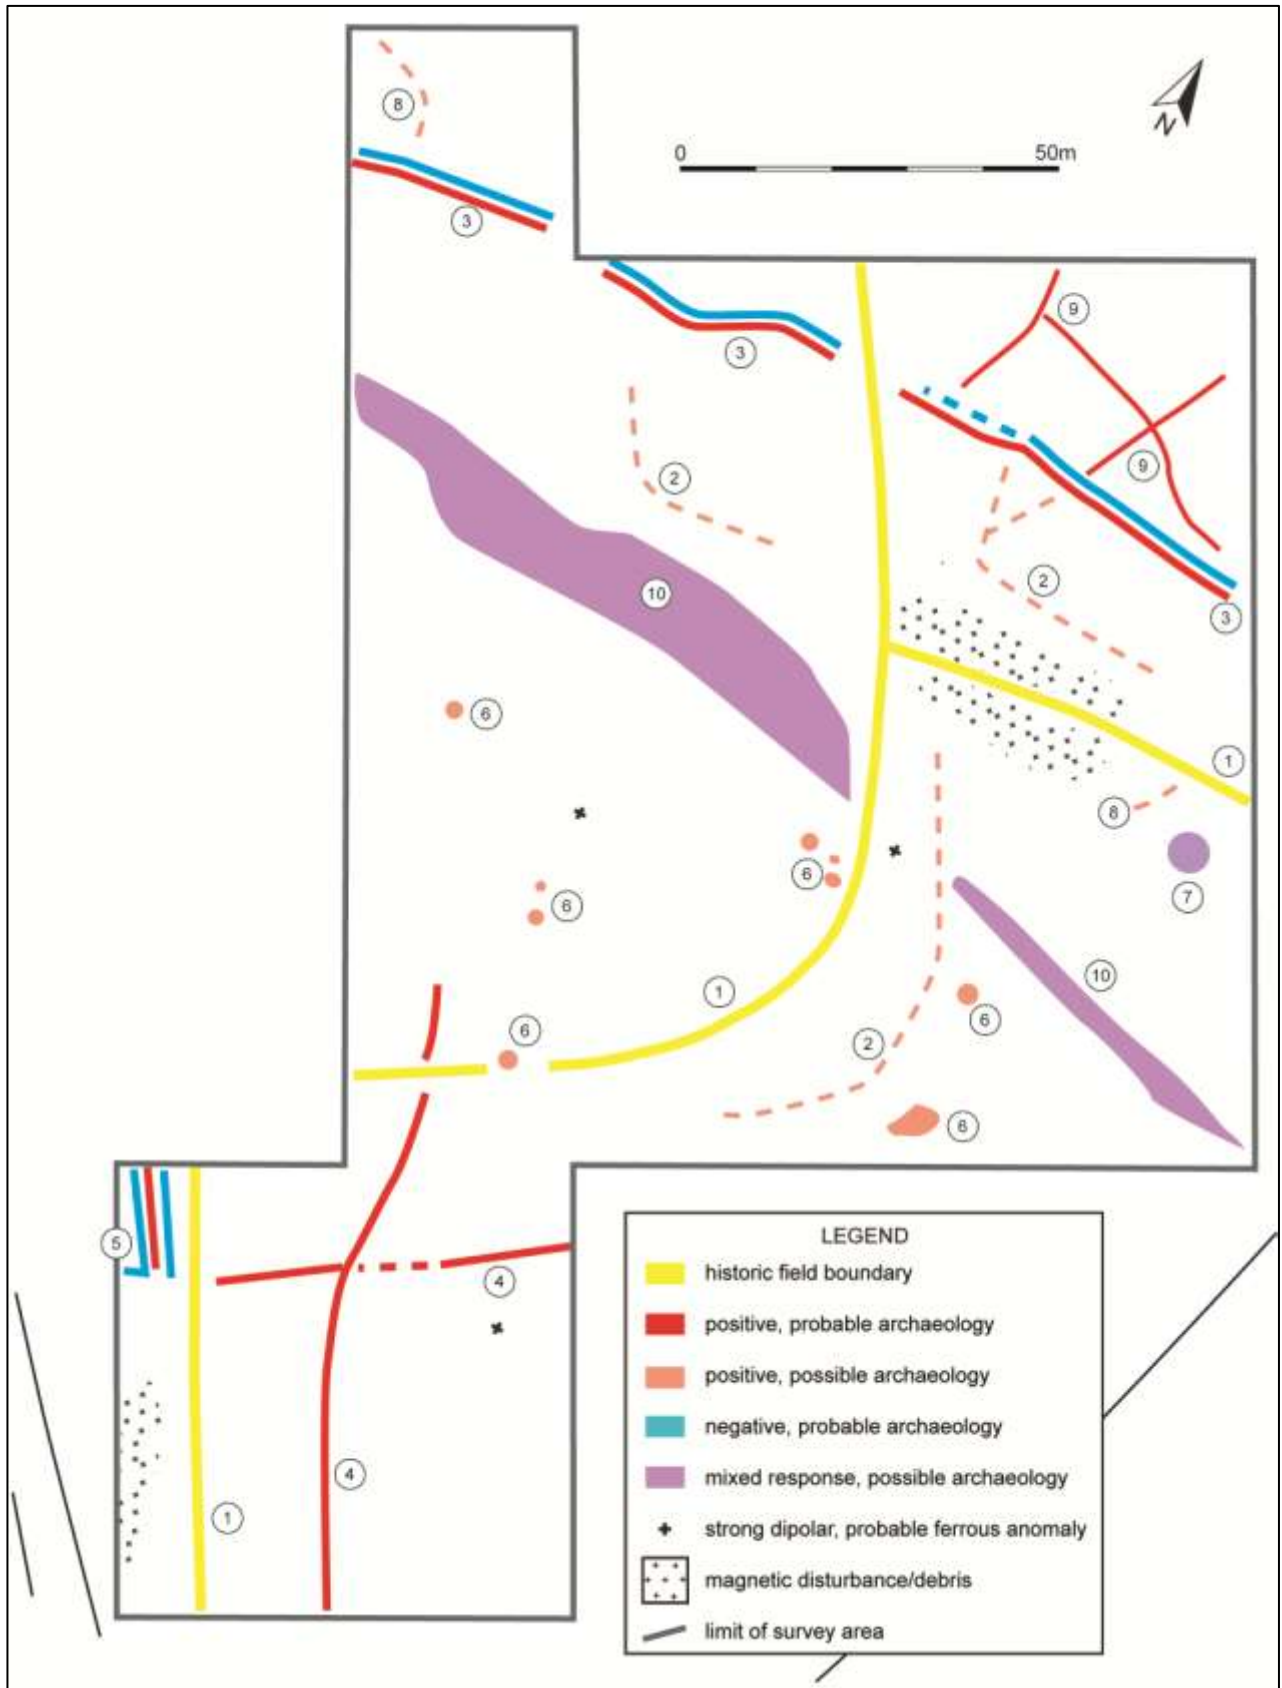 8
N
0 50m
3
9
3
9
2
10
2
3
6
1
8
6
7
6
10
1
6
6
2
6
5
4
4
1
LEGEND
historic field boundary
positive, probable archaeology
positive, possible archaeology
negative, probable archaeology
mixed response, possible archaeology
strong dipolar, probable ferrous anomaly
magnetic disturbance/debris
limit of survey area